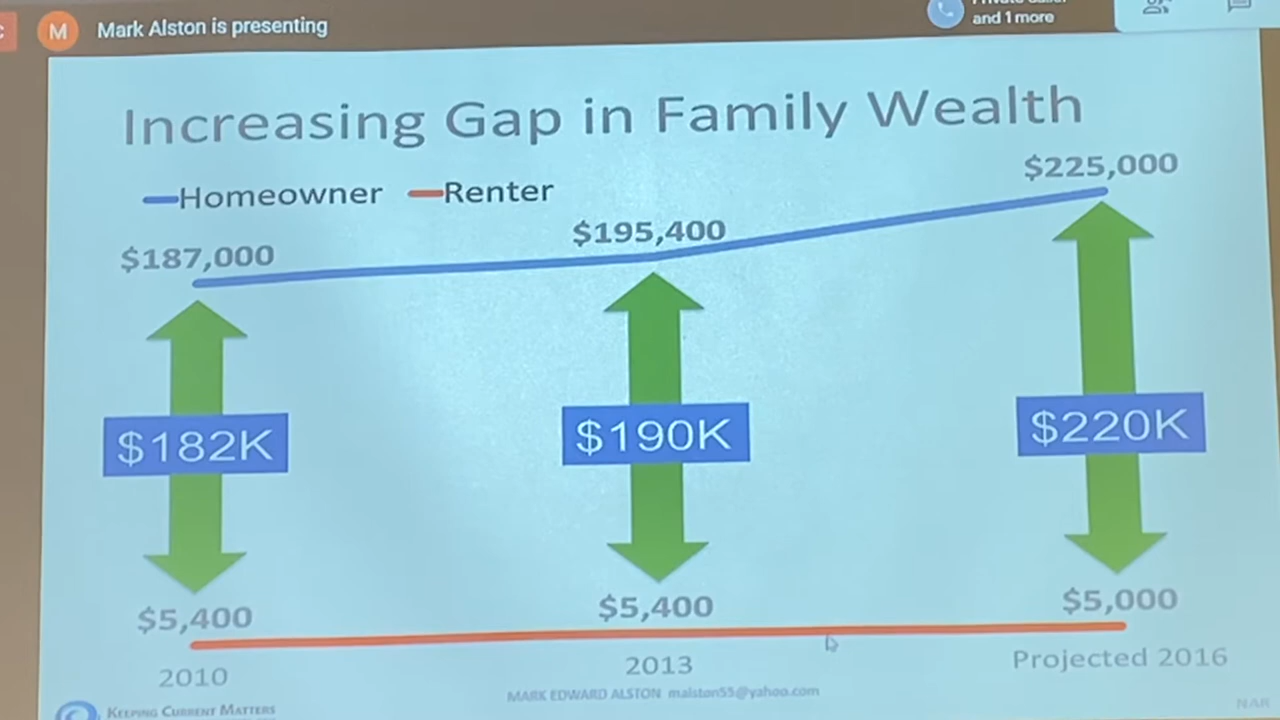 M Mark Alston is presenting
and 1 more
Increasing Gap in Family Wealth
Homeowner Renter
$225,000
$195,400
$187,000
$182K
$190K
$220K
$5,400
$5,400
$5,000
2010
2013
Projected 2016
MARK EDWARD ALSTON malston55@yahoo.com
KEEPING CURRENT MATTERS
NAR